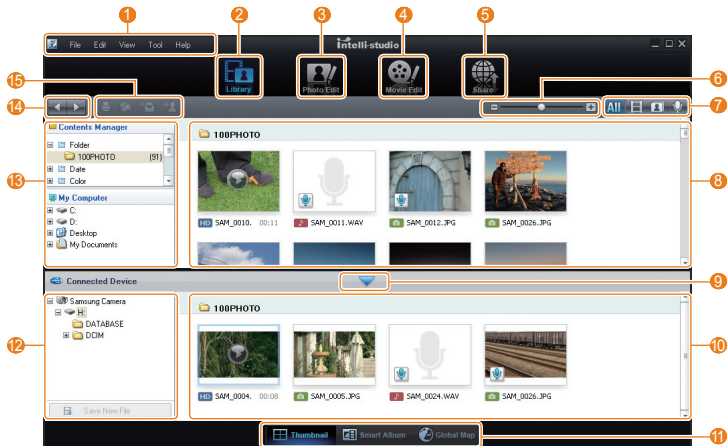 1
2
3
4
5
File Edit View Tool Help
intelli-studio
Library
Photo Edit
Movie Edit
Share
6
15
14
All
7
Contents Manager
Folder
100PHOTO (91)
Date
Color
13
My Computer
C:
D:
Desktop
My Documents
100PHOTO
HD SAM_0010. 00:11
SAM_0011.WAV
SAM_0012.JPG
SAM_0026.JPG
8
Connected Device
9
Samsung Camera
H:
DATABASE
DCIM
12
Save New File
100PHOTO
HD SAM_0004. 00:08
SAM_0005.JPG
SAM_0024.WAV
SAM_0026.JPG
10
Thumbnail
Smart Album
Global Map
11